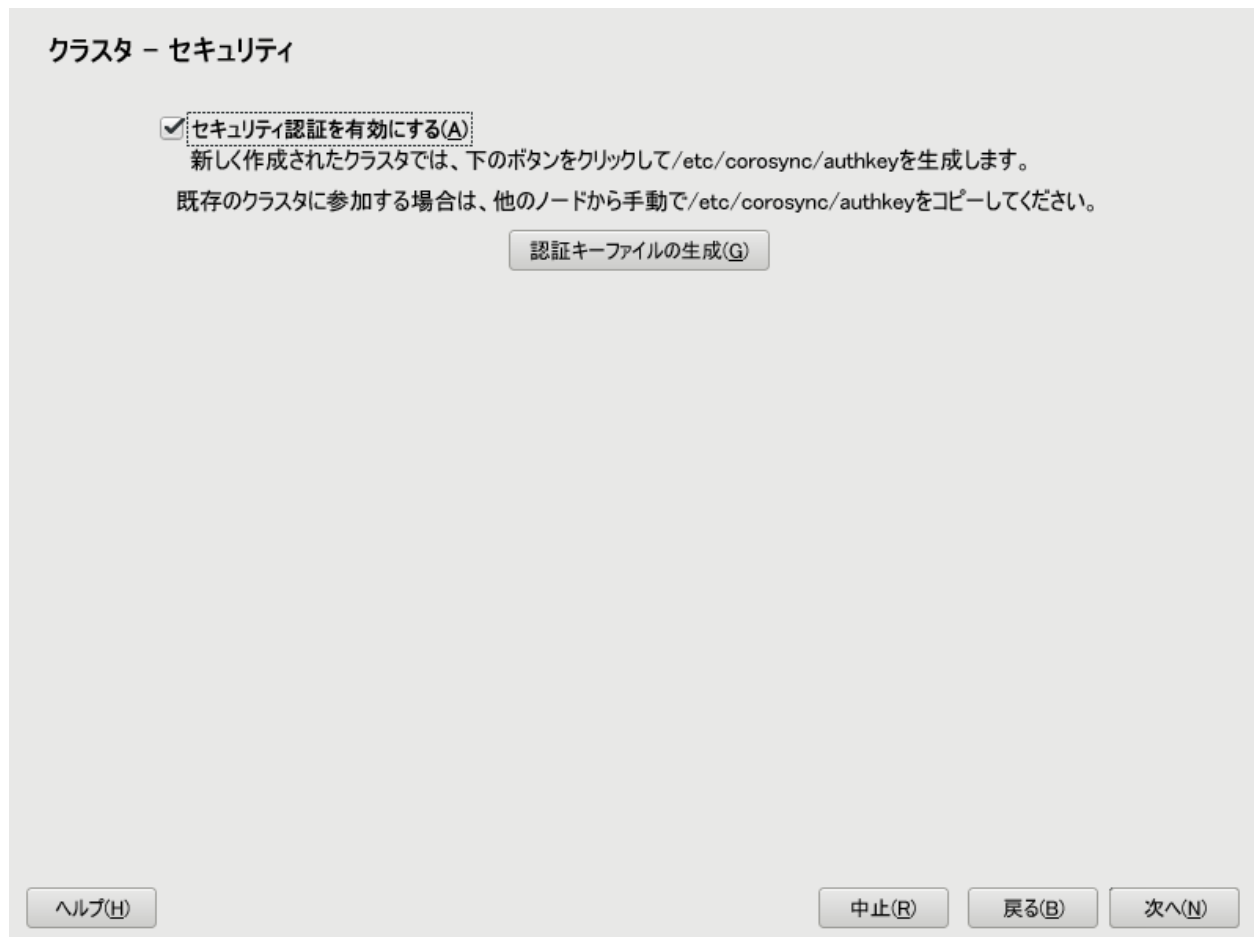 クラスタ - セキュリティ
セキュリティ認証を有効にする(A)
新しく作成されたクラスタでは、下のボタンをクリックして/etc/corosync/authkeyを生成します。
既存のクラスタに参加する場合は、他のノードから手動で/etc/corosync/authkeyをコピーしてください。
認証キーファイルの生成(G)
ヘルプ(H) 中止(R) 戻る(B) 次へ(N)